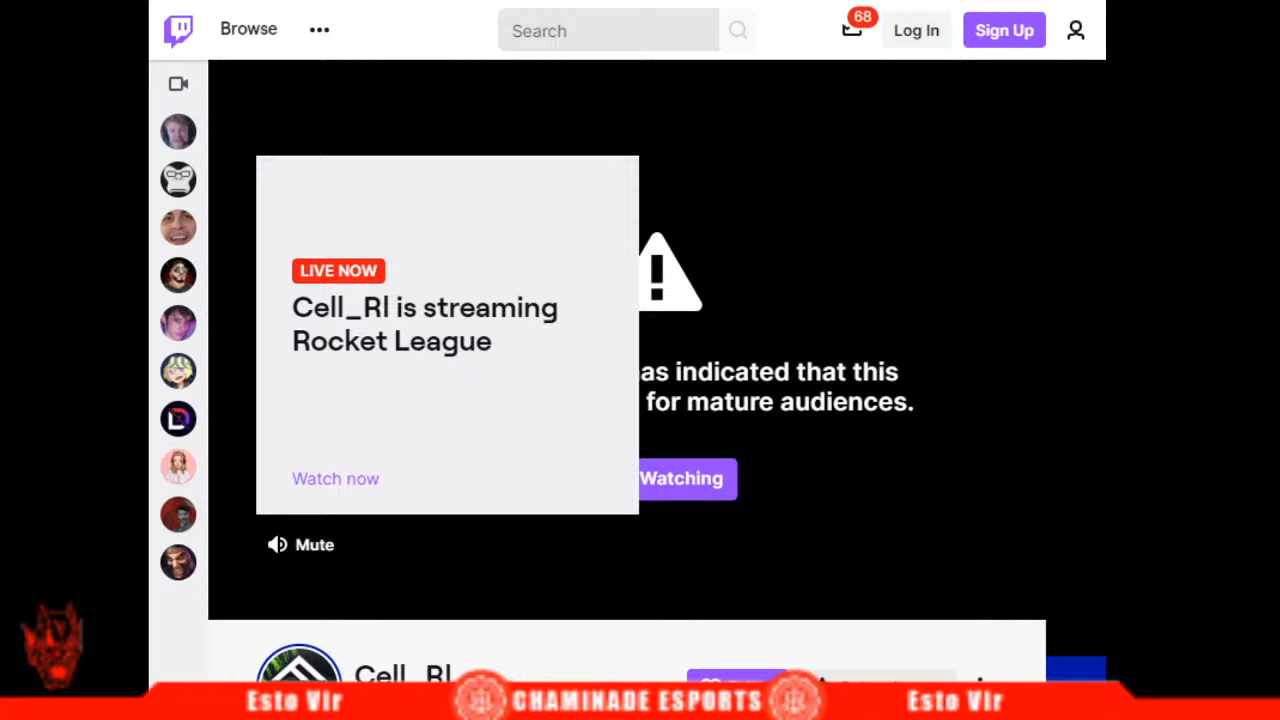 Browse
Search
68
Log In
Sign Up
LIVE NOW
Cell_Rl is streaming
Rocket League
as indicated that this
for mature audiences.
Watch now
Watching
Mute
Cell_Rl
Esto Vir
CHAMINADE ESPORTS
Esto Vir